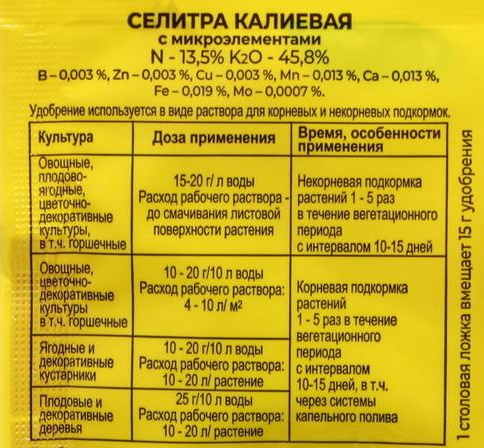 СЕЛИТРА КАЛИЕВАЯ
с микроэлементами
N - 13,5% K2O - 45,8%
B – 0,003 %, Zn – 0,003 %, Cu – 0,003 %, Mn – 0,013 %, Ca – 0,013 %,
Fe – 0,019 %, Mo – 0,0007 %.
Удобрение используется в виде раствора для корневых и некорневых подкормок.
Культура
Доза применения
Время, особенности
применения
Овощные,
плодово-
ягодные,
цветочно-
декоративные
культуры,
в т.ч. горшечные
15-20 г/ л воды
Расход рабочего раствора -
до смачивания листовой
поверхности растения
Некорневая подкормка
растений 1 - 5 раз
в течение вегетационного
периода
с интервалом 10-15 дней
Овощные,
цветочно-
декоративные
культуры
в т.ч. горшечные
10 - 20 г/10 л воды
Расход рабочего раствора:
4 - 10 л/ м²
Корневая подкормка
растений
1 - 5 раз в течение
вегетационного
периода
с интервалом
10-15 дней, в т.ч.
через системы
капельного полива
Ягодные и
декоративные
кустарники
10 - 20 г/10 л воды
Расход рабочего раствора:
10 - 20 л/ растение
Плодовые и
декоративные
деревья
25 г/10 л воды
Расход рабочего раствора:
10 - 20 л/ растение
1 столовая ложка вмещает 15 г удобрения